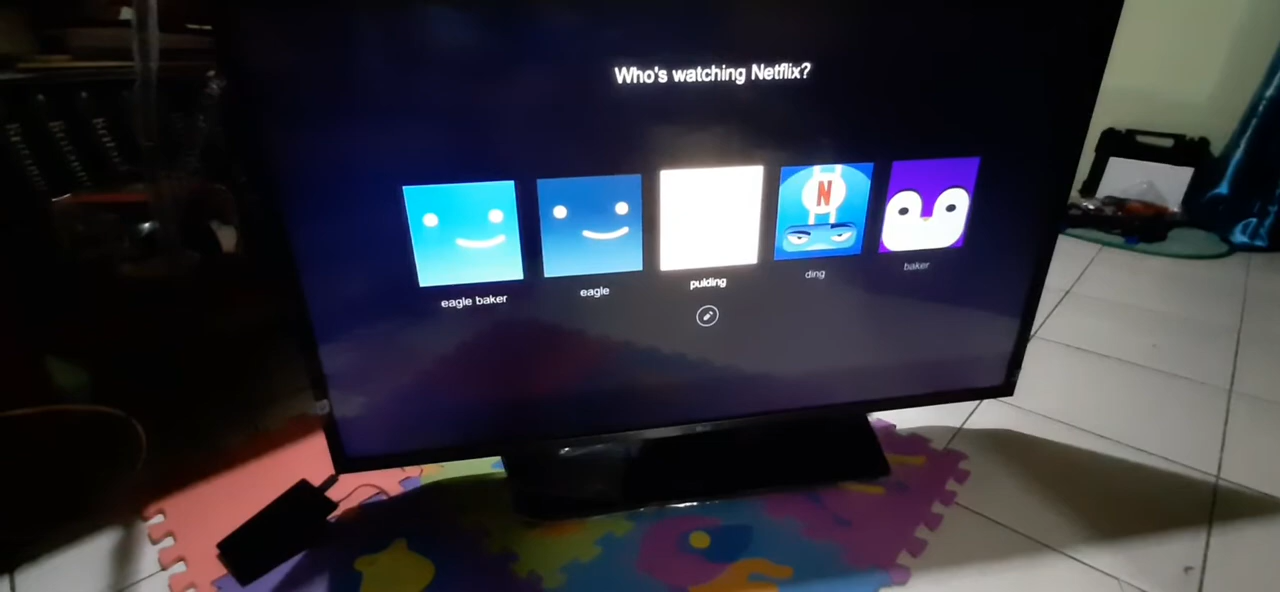 Who's watching Netflix?
N
eagle baker
eagle
pulding
ding
baker